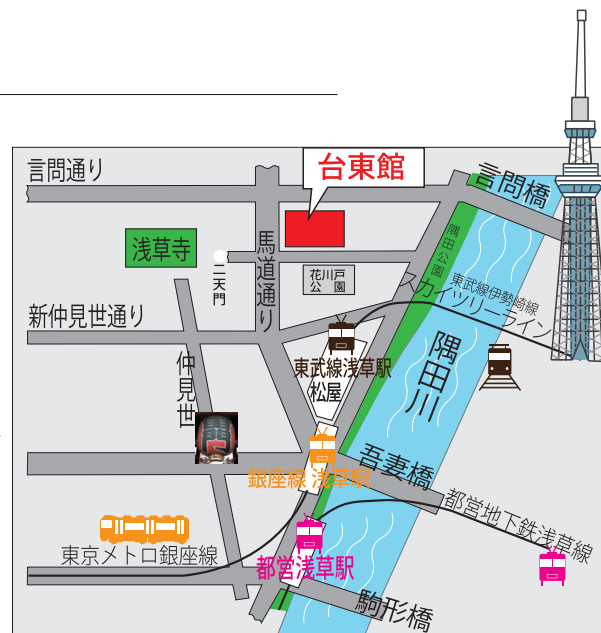 台東館
言問通り
言問橋
浅草寺
二天門
馬道通り
花川戸
公園
隅田公園
東武線伊勢崎線
スカイツリーライン
新仲見世通り
仲見世
東武線浅草駅
松屋
隅田川
銀座線 浅草駅
吾妻橋
都営地下鉄浅草線
東京メトロ銀座線
都営浅草駅
駒形橋